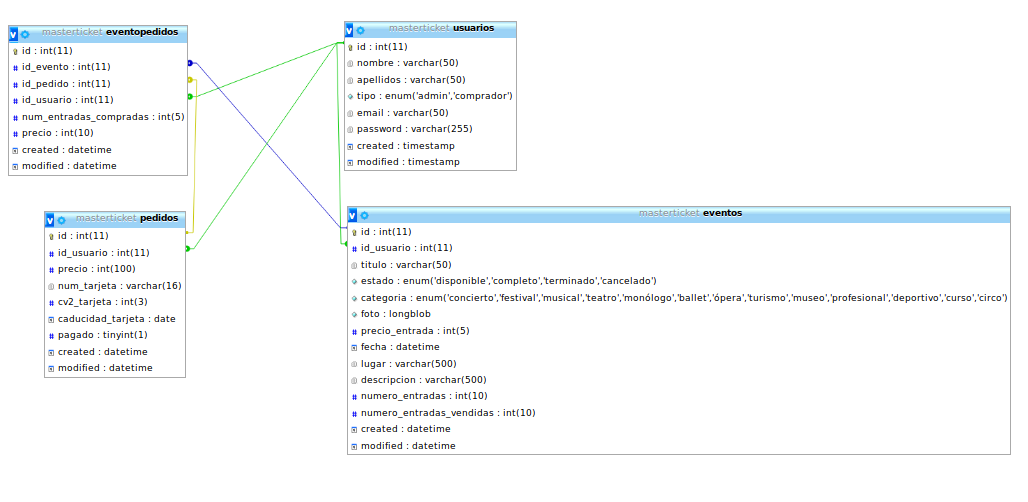 masterticket eventopedidos
id : int(11)
id_evento : int(11)
id_pedido : int(11)
id_usuario : int(11)
num_entradas_compradas : int(5)
precio : int(10)
created : datetime
modified : datetime
masterticket usuarios
id : int(11)
nombre : varchar(50)
apellidos : varchar(50)
tipo : enum('admin','comprador')
email : varchar(50)
password : varchar(255)
created : timestamp
modified : timestamp
masterticket pedidos
id : int(11)
id_usuario : int(11)
precio : int(100)
num_tarjeta : varchar(16)
cv2_tarjeta : int(3)
caducidad_tarjeta : date
pagado : tinyint(1)
created : datetime
modified : datetime
masterticket eventos
id : int(11)
id_usuario : int(11)
titulo : varchar(50)
estado : enum('disponible','completo','terminado','cancelado')
categoria : enum('concierto','festival','musical','teatro','monólogo','ballet','ópera','turismo','museo','profesional','deportivo','curso','circo')
foto : longblob
precio_entrada : int(5)
fecha : datetime
lugar : varchar(500)
descripcion : varchar(500)
numero_entradas : int(10)
numero_entradas_vendidas : int(10)
created : datetime
modified : datetime